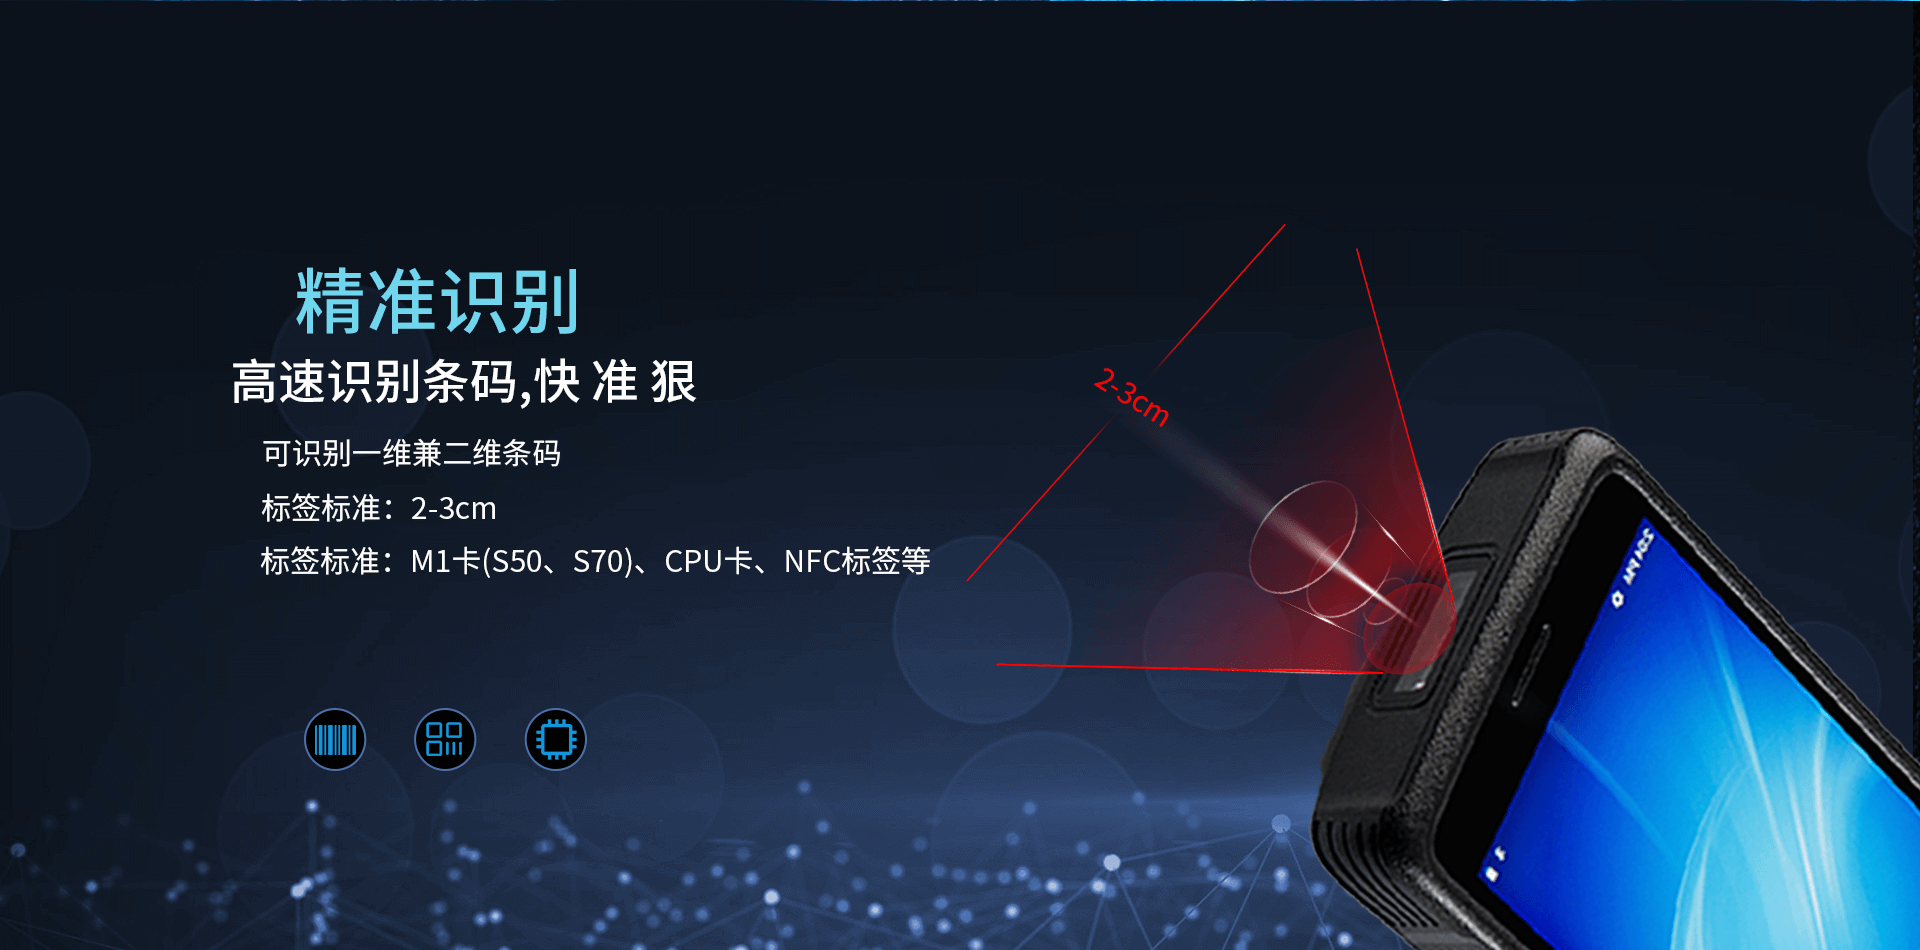 精准识别
高速识别条码,快 准 狠
可识别一维兼二维条码
标签标准：2-3cm
标签标准：M1卡(S50、S70)、CPU卡、NFC标签等
2-3cm